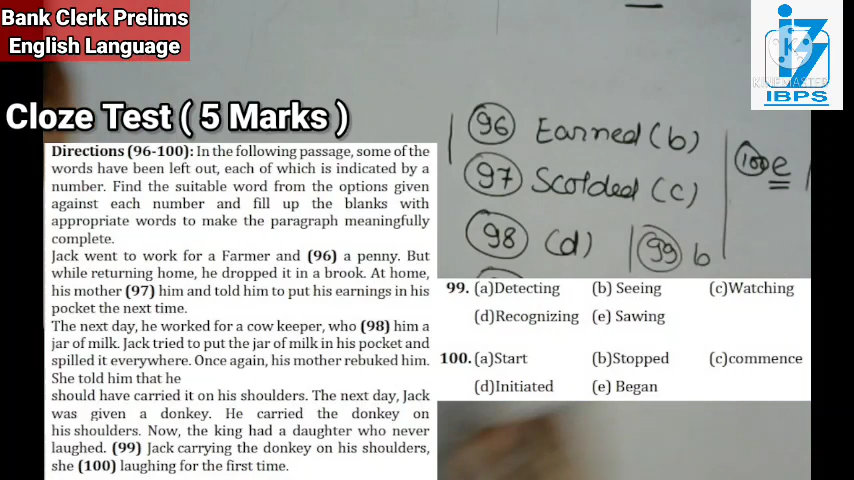 Bank Clerk Prelims
English Language
KINEMASTER
IBPS
Cloze Test ( 5 Marks )
Directions (96-100): In the following passage, some of the
words have been left out, each of which is indicated by a
number. Find the suitable word from the options given
against each number and fill up the blanks with
appropriate words to make the paragraph meaningfully
complete.
Jack went to work for a Farmer and (96) a penny. But
while returning home, he dropped it in a brook. At home,
his mother (97) him and told him to put his earnings in his
pocket the next time.
The next day, he worked for a cow keeper, who (98) him a
jar of milk. Jack tried to put the jar of milk in his pocket and
spilled it everywhere. Once again, his mother rebuked him.
She told him that he
should have carried it on his shoulders. The next day, Jack
was given a donkey. He carried the donkey on
his shoulders. Now, the king had a daughter who never
laughed. (99) Jack carrying the donkey on his shoulders,
she (100) laughing for the first time.
96 Earned (b)
97 Scolded (c)
98 (d)
99 b
100 e
99. (a)Detecting (b) Seeing (c)Watching
(d)Recognizing (e) Sawing
100. (a)Start (b)Stopped (c)commence
(d)Initiated (e) Began